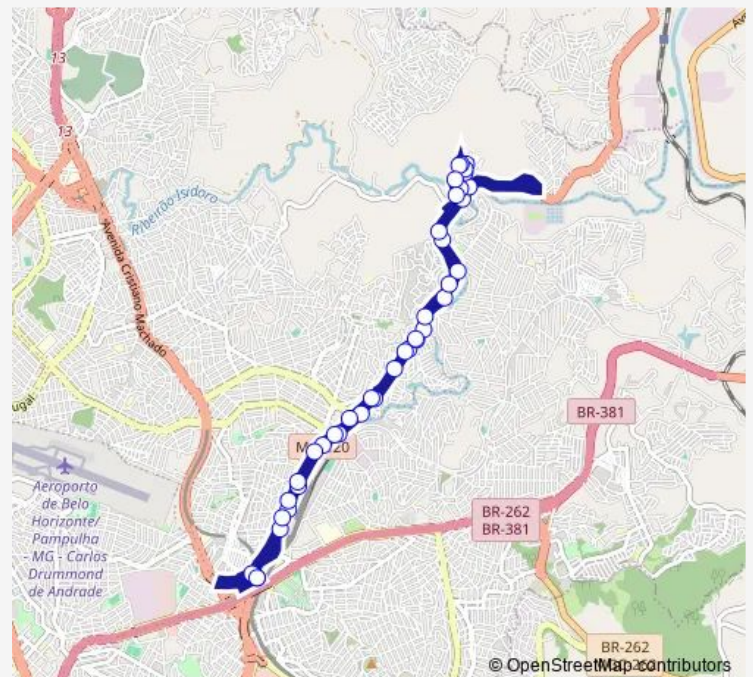 13
13
Ribeirão Isidoro
Avenida Cristiano Machado
BR-381
Aeroporto
de Belo
Horizonte/
Pampulha
- MG - Carlos
Drummond
de Andrade
BR-262
BR-381
BR-262
© OpenStreetMap contributors